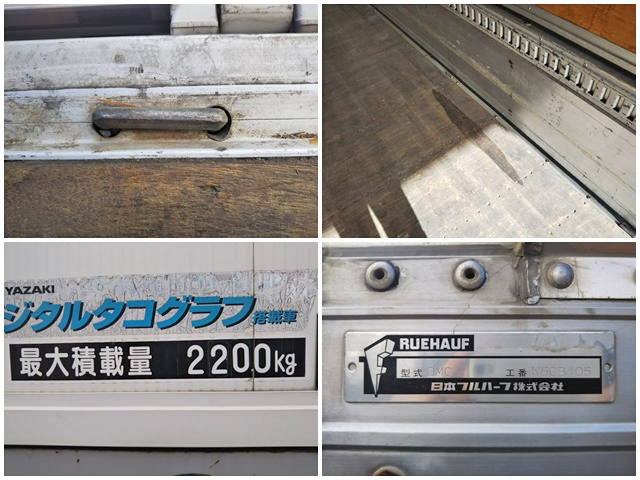 YAZAKI
ジタルタコグラフ 搭載車
最大積載量 2200kg
FRUEHAUF
型式 工番
日本フルハーフ株式会社